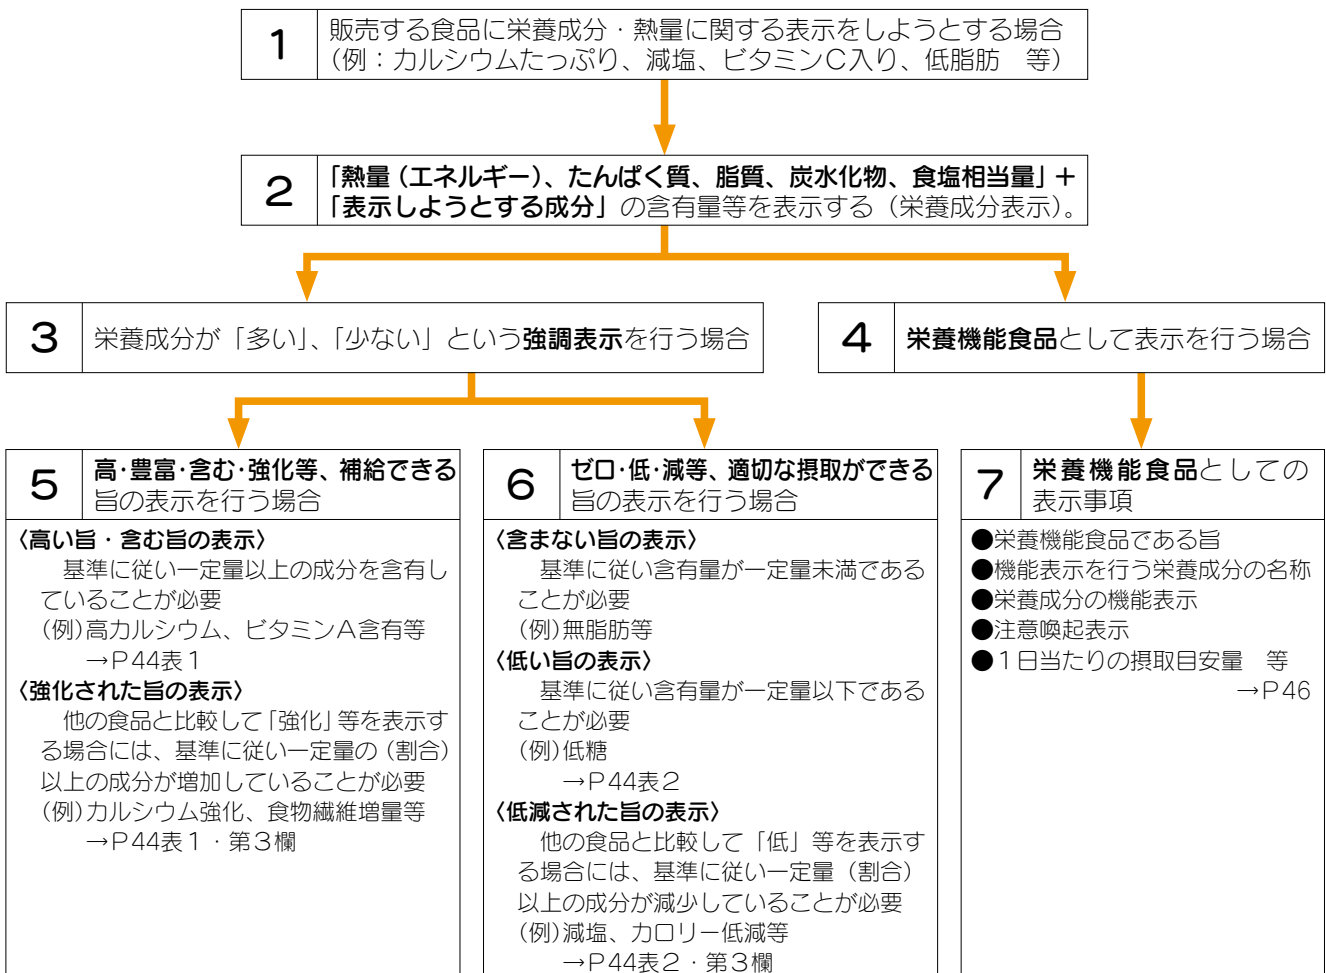 1
販売する食品に栄養成分・熱量に関する表示をしようとする場合
（例：カルシウムたっぷり、減塩、ビタミンC入り、低脂肪　等）
2
「熱量（エネルギー）、たんぱく質、脂質、炭水化物、食塩相当量」＋
「表示しようとする成分」の含有量等を表示する（栄養成分表示）。
3
栄養成分が「多い」、「少ない」という強調表示を行う場合
4
栄養機能食品として表示を行う場合
5
高・豊富・含む・強化等、補給できる
旨の表示を行う場合
〈高い旨・含む旨の表示〉
基準に従い一定量以上の成分を含有し
ていることが必要
（例）高カルシウム、ビタミンA含有等
→P44表1
〈強化された旨の表示〉
他の食品と比較して「強化」等を表示す
る場合には、基準に従い一定量の（割合）
以上の成分が増加していることが必要
（例）カルシウム強化、食物繊維増量等
→P44表1・第3欄
6
ゼロ・低・減等、適切な摂取ができる
旨の表示を行う場合
〈含まない旨の表示〉
基準に従い含有量が一定量未満である
ことが必要
（例）無脂肪等
〈低い旨の表示〉
基準に従い含有量が一定量以下である
ことが必要
（例）低糖
→P44表2
〈低減された旨の表示〉
他の食品と比較して「低」等を表示す
る場合には、基準に従い一定量（割合）
以上の成分が減少していることが必要
（例）減塩、カロリー低減等
→P44表2・第3欄
7
栄養機能食品としての
表示事項
●栄養機能食品である旨
●機能表示を行う栄養成分の名称
●栄養成分の機能表示
●注意喚起表示
●1日当たりの摂取目安量　等
→P46